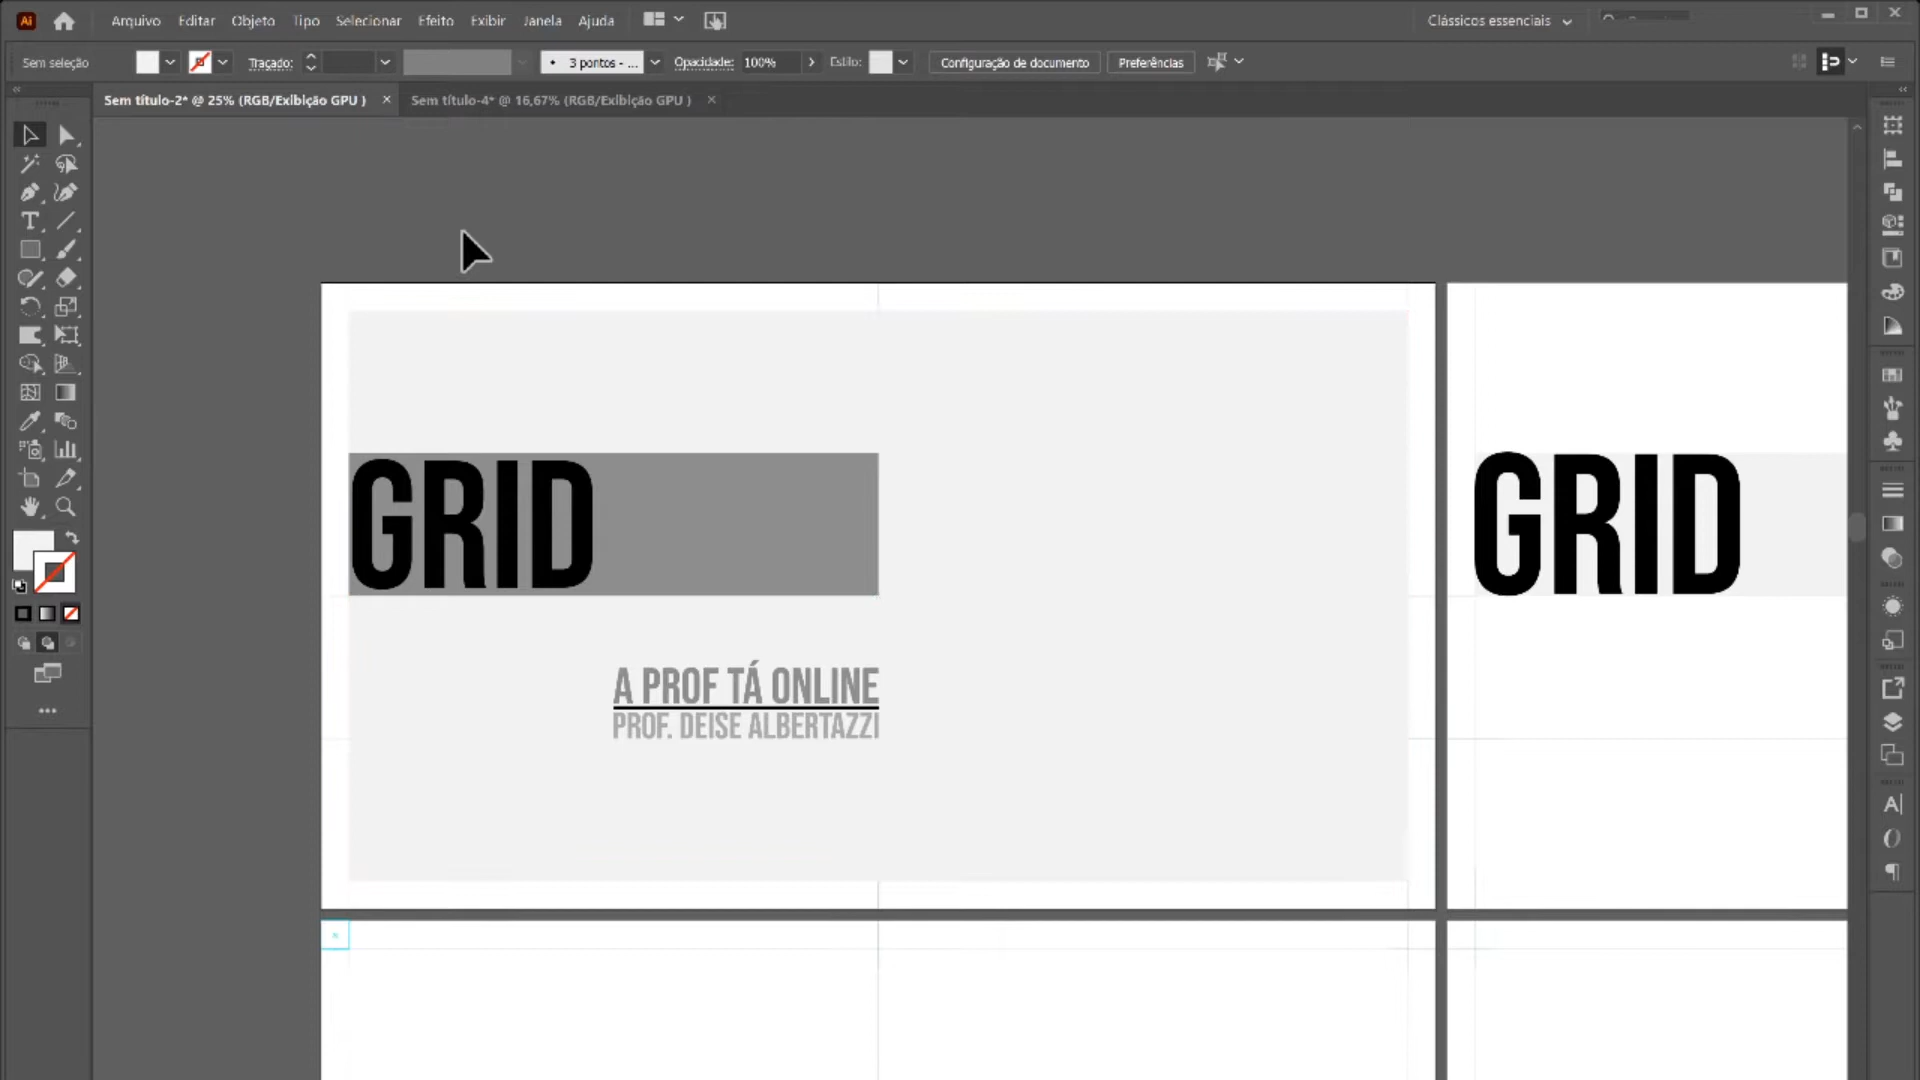 Ai Arquivo Editar Objeto Tipo Selecionar Efeito Exibir Janela Ajuda Clássicos essenciais
Sem seleção Traçado: 3 pontos - ... Opacidade: 100% Estilo: Configuração de documento Preferências
Sem título-2* @ 25% (RGB/Exibição GPU ) × Sem título-4* @ 16,67% (RGB/Exibição GPU ) ×
GRID
GRID
A PROF TÁ ONLINE
PROF. DEISE ALBERTAZZI